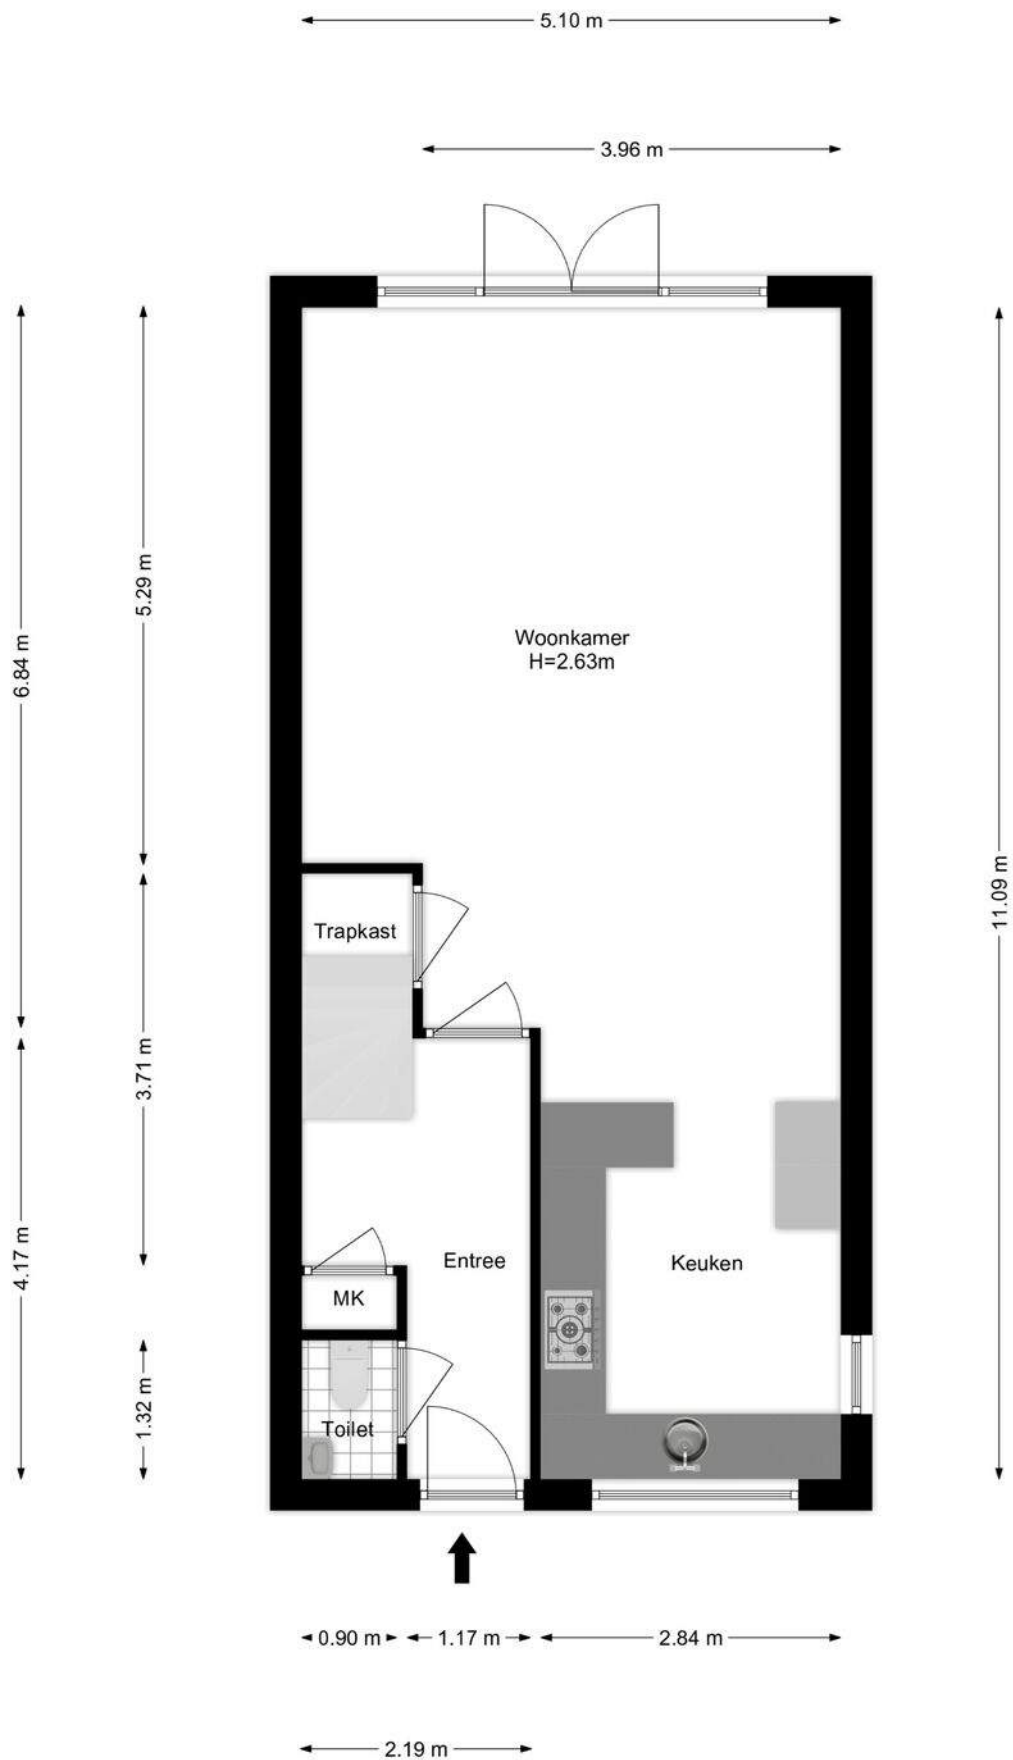 5.10 m
3.96 m
5.29 m
6.84 m
Woonkamer
H=2.63m
11.09 m
Trapkast
3.71 m
4.17 m
Entree
Keuken
MK
1.32 m
Toilet
0.90 m
1.17 m
2.84 m
2.19 m